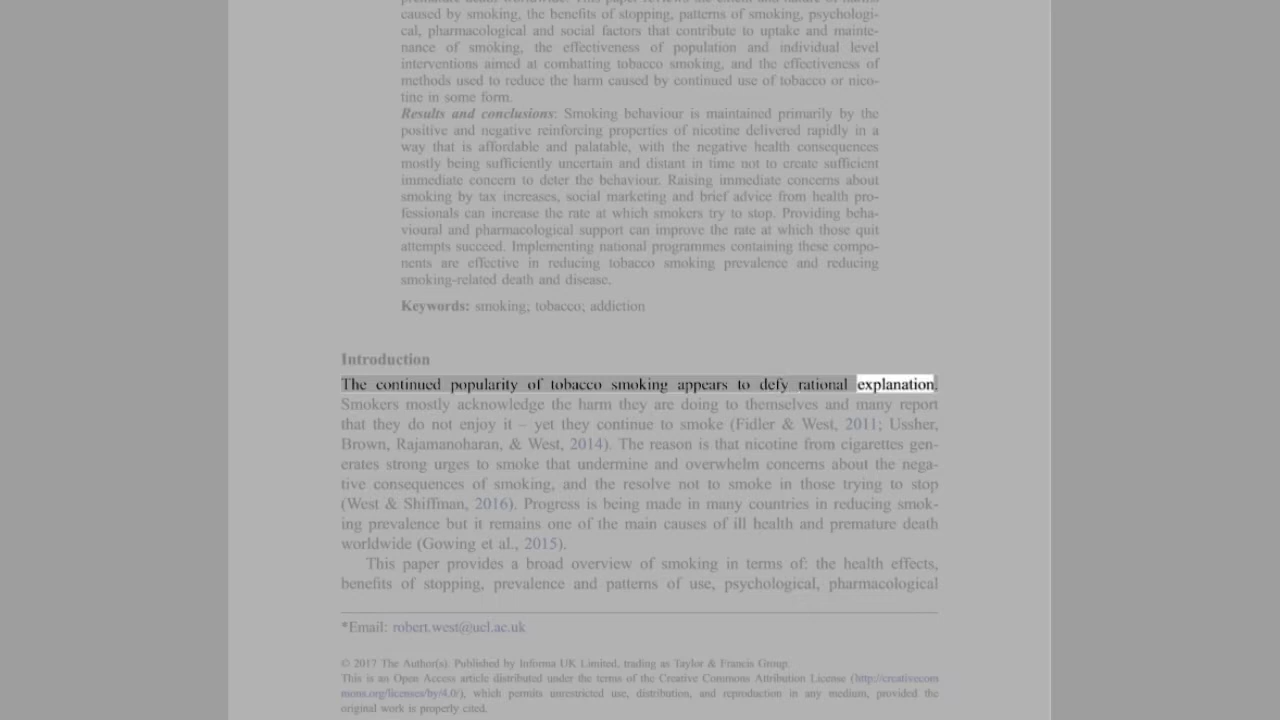 caused by smoking, the benefits of stopping, patterns of smoking, psychologi-
cal, pharmacological and social factors that contribute to uptake and mainte-
nance of smoking, the effectiveness of population and individual level
interventions aimed at combatting tobacco smoking, and the effectiveness of
methods used to reduce the harm caused by continued use of tobacco or nico-
tine in some form.
Results and conclusions: Smoking behaviour is maintained primarily by the
positive and negative reinforcing properties of nicotine delivered rapidly in a
way that is affordable and palatable, with the negative health consequences
mostly being sufficiently uncertain and distant in time not to create sufficient
immediate concern to deter the behaviour. Raising immediate concerns about
smoking by tax increases, social marketing and brief advice from health pro-
fessionals can increase the rate at which smokers try to stop. Providing beha-
vioural and pharmacological support can improve the rate at which those quit
attempts succeed. Implementing national programmes containing these compo-
nents are effective in reducing tobacco smoking prevalence and reducing
smoking-related death and disease.
Keywords: smoking; tobacco; addiction
Introduction
The continued popularity of tobacco smoking appears to defy rational explanation.
Smokers mostly acknowledge the harm they are doing to themselves and many report
that they do not enjoy it – yet they continue to smoke (Fidler & West, 2011; Ussher,
Brown, Rajamanoharan, & West, 2014). The reason is that nicotine from cigarettes gen-
erates strong urges to smoke that undermine and overwhelm concerns about the nega-
tive consequences of smoking, and the resolve not to smoke in those trying to stop
(West & Shiffman, 2016). Progress is being made in many countries in reducing smok-
ing prevalence but it remains one of the main causes of ill health and premature death
worldwide (Gowing et al., 2015).
This paper provides a broad overview of smoking in terms of: the health effects,
benefits of stopping, prevalence and patterns of use, psychological, pharmacological
*Email: robert.west@ucl.ac.uk
© 2017 The Author(s). Published by Informa UK Limited, trading as Taylor & Francis Group.
This is an Open Access article distributed under the terms of the Creative Commons Attribution License (http://creativecom
mons.org/licenses/by/4.0/), which permits unrestricted use, distribution, and reproduction in any medium, provided the
original work is properly cited.